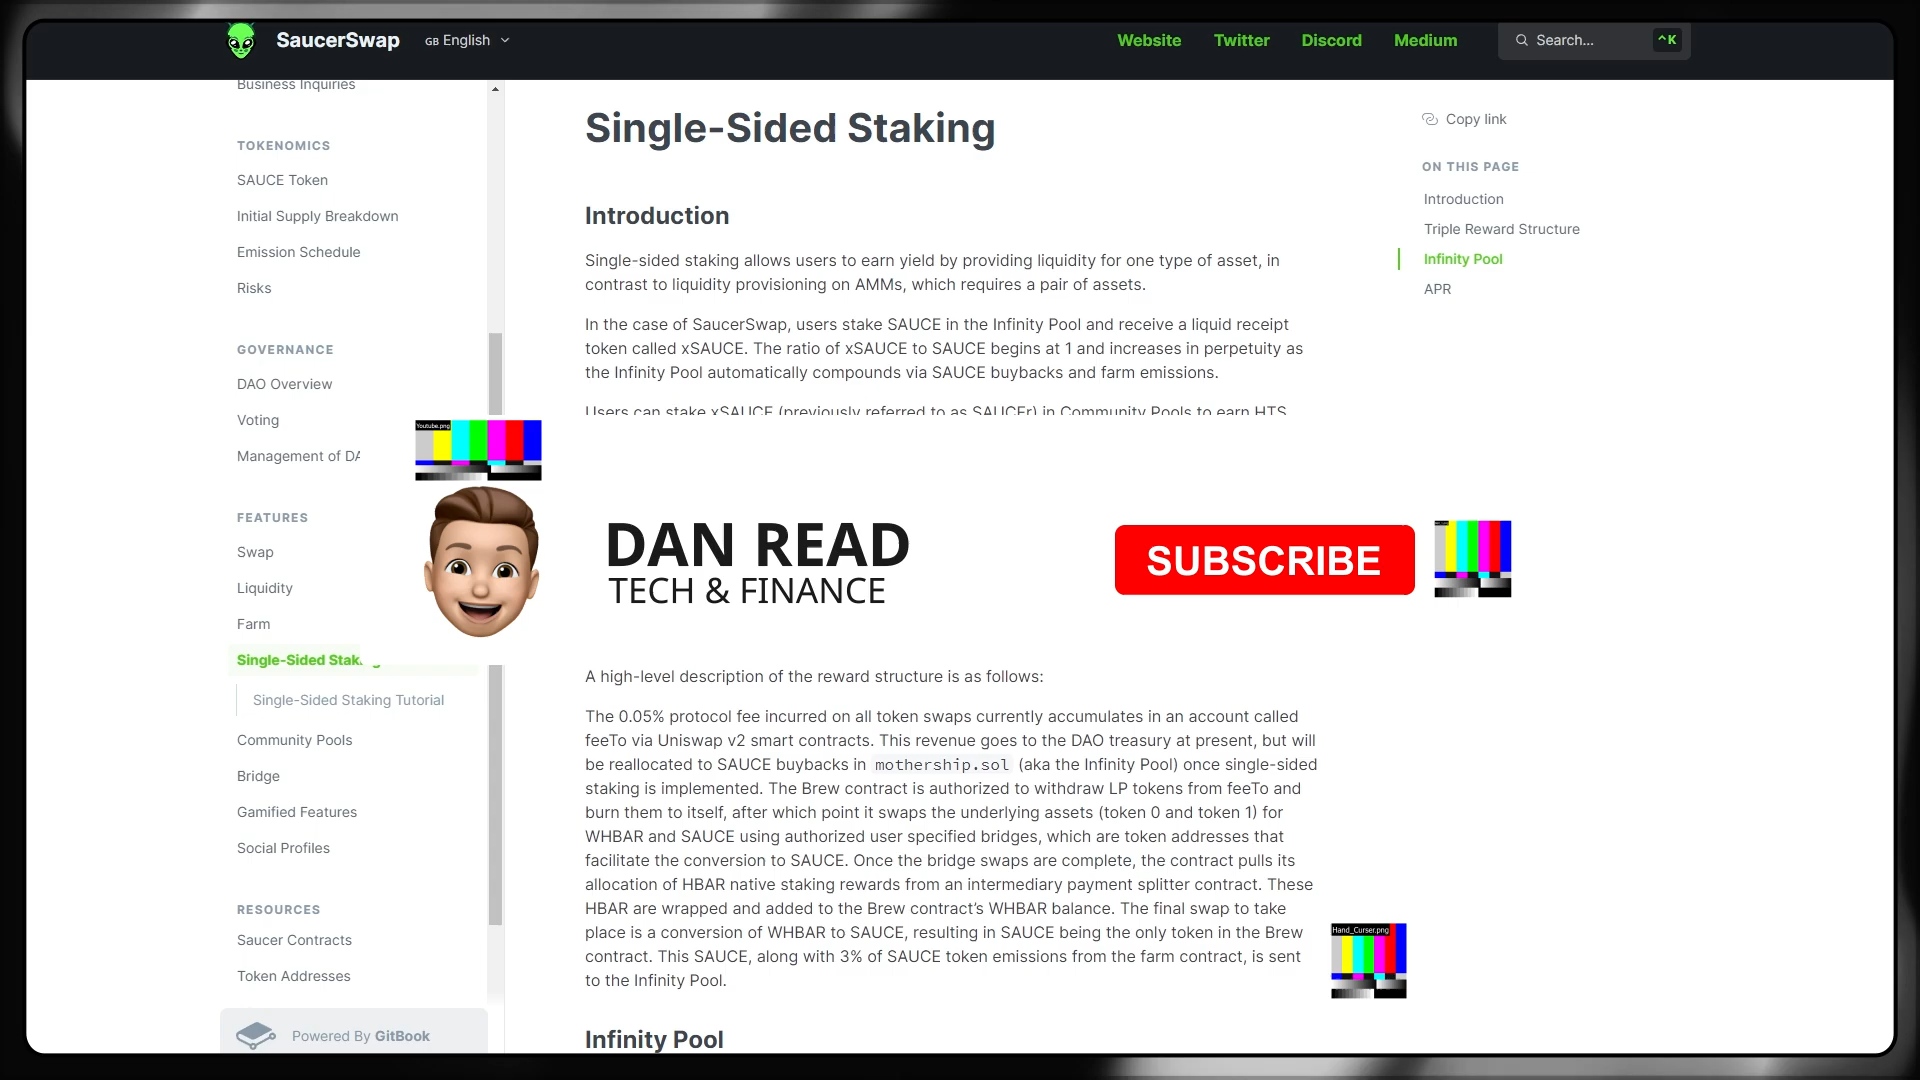 SaucerSwap
GB English
Website
Twitter
Discord
Medium
Search...
^K
Business Inquiries
TOKENOMICS
SAUCE Token
Initial Supply Breakdown
Emission Schedule
Risks
GOVERNANCE
DAO Overview
Voting
Management of DA
FEATURES
Swap
Liquidity
Farm
Single-Sided Stak
Single-Sided Staking Tutorial
Community Pools
Bridge
Gamified Features
Social Profiles
RESOURCES
Saucer Contracts
Token Addresses
Powered By GitBook
Single-Sided Staking
Introduction
Single-sided staking allows users to earn yield by providing liquidity for one type of asset, in
contrast to liquidity provisioning on AMMs, which requires a pair of assets.
In the case of SaucerSwap, users stake SAUCE in the Infinity Pool and receive a liquid receipt
token called xSAUCE. The ratio of xSAUCE to SAUCE begins at 1 and increases in perpetuity as
the Infinity Pool automatically compounds via SAUCE buybacks and farm emissions.
Users can stake xSAUCE (previously referred to as SAUCEr) in Community Pools to earn HTS
Youtube.png
DAN READ
TECH & FINANCE
SUBSCRIBE
A high-level description of the reward structure is as follows:
The 0.05% protocol fee incurred on all token swaps currently accumulates in an account called
feeTo via Uniswap v2 smart contracts. This revenue goes to the DAO treasury at present, but will
be reallocated to SAUCE buybacks in mothership.sol (aka the Infinity Pool) once single-sided
staking is implemented. The Brew contract is authorized to withdraw LP tokens from feeTo and
burn them to itself, after which point it swaps the underlying assets (token 0 and token 1) for
WHBAR and SAUCE using authorized user specified bridges, which are token addresses that
facilitate the conversion to SAUCE. Once the bridge swaps are complete, the contract pulls its
allocation of HBAR native staking rewards from an intermediary payment splitter contract. These
HBAR are wrapped and added to the Brew contract’s WHBAR balance. The final swap to take
place is a conversion of WHBAR to SAUCE, resulting in SAUCE being the only token in the Brew
contract. This SAUCE, along with 3% of SAUCE token emissions from the farm contract, is sent
to the Infinity Pool.
Hand_Curser.png
Infinity Pool
Copy link
ON THIS PAGE
Introduction
Triple Reward Structure
Infinity Pool
APR